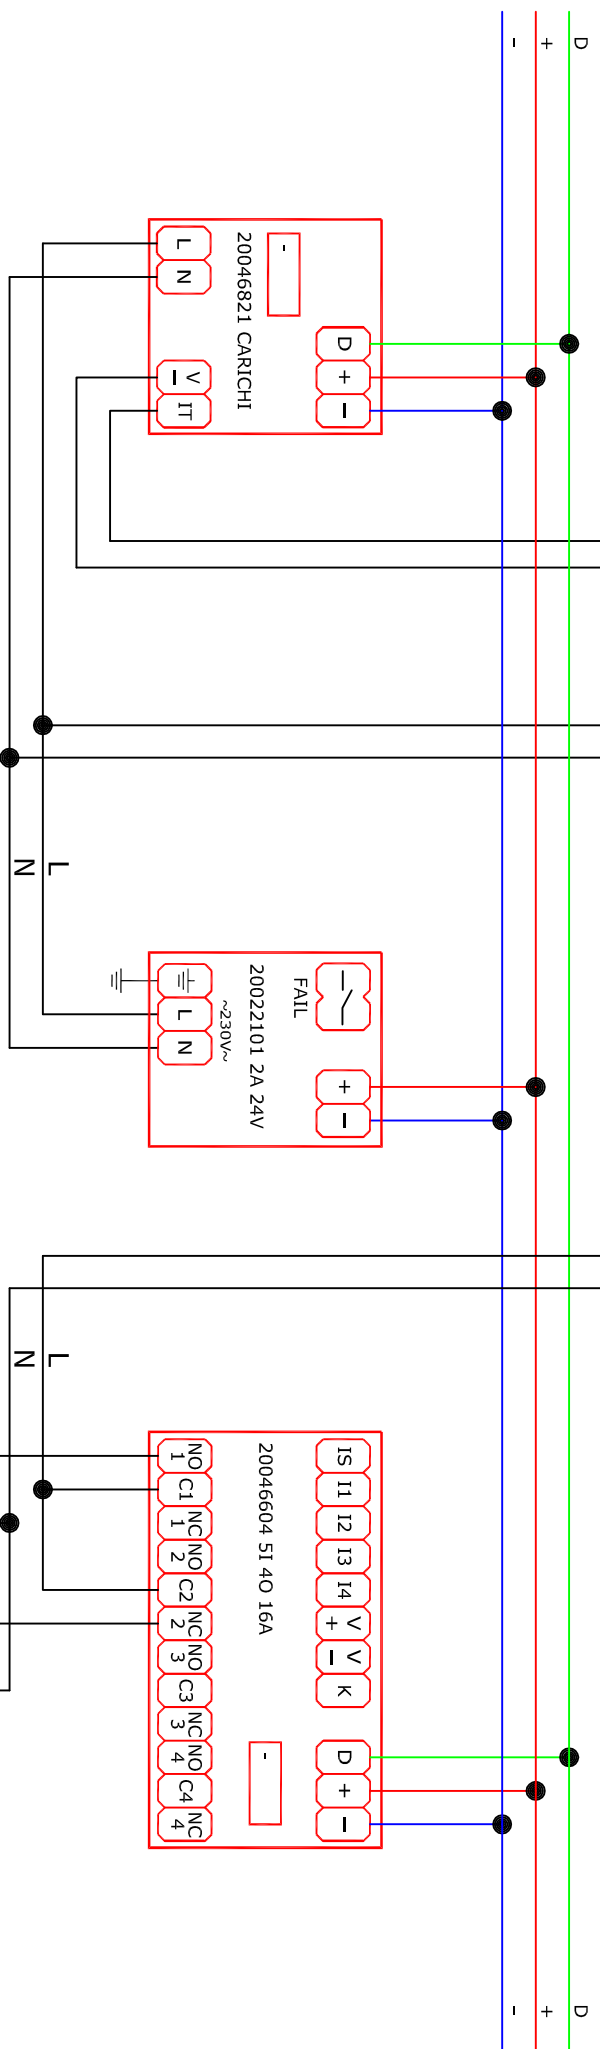 -
+
D
L
N
V
-
IT
20046821 CARICHI
-
D
+
-
L
N
L
N
~230V~
20022101 2A 24V
FAIL
+
-
L
N
NO
1
C1
NC
1
NO
2
C2
NC
2
NO
3
C3
NC
3
NO
4
C4
NC
4
20046604 5I 4O 16A
-
IS
I1
I2
I3
I4
V
+
V
-
K
D
+
-
-
+
D